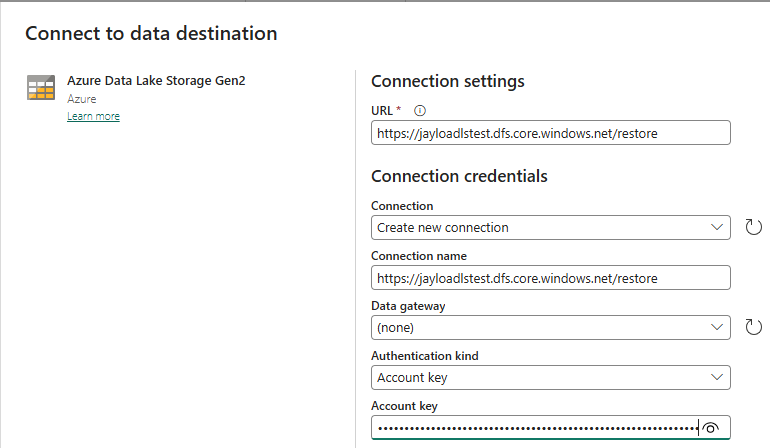 Connect to data destination
Azure Data Lake Storage Gen2
Azure
Learn more
Connection settings
URL *
https://jayloadlstest.dfs.core.windows.net/restore
Connection credentials
Connection
Create new connection
Connection name
https://jayloadlstest.dfs.core.windows.net/restore
Data gateway
(none)
Authentication kind
Account key
Account key